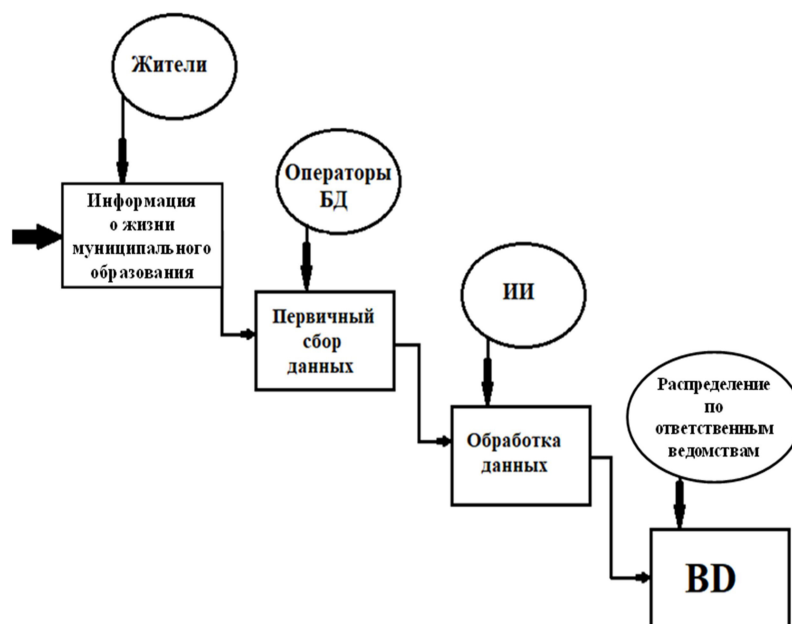 Жители
Информация
о жизни
муниципального
образования
Операторы
БД
Первичный
сбор
данных
ИИ
Обработка
данных
Распределение
по
ответственным
ведомствам
BD